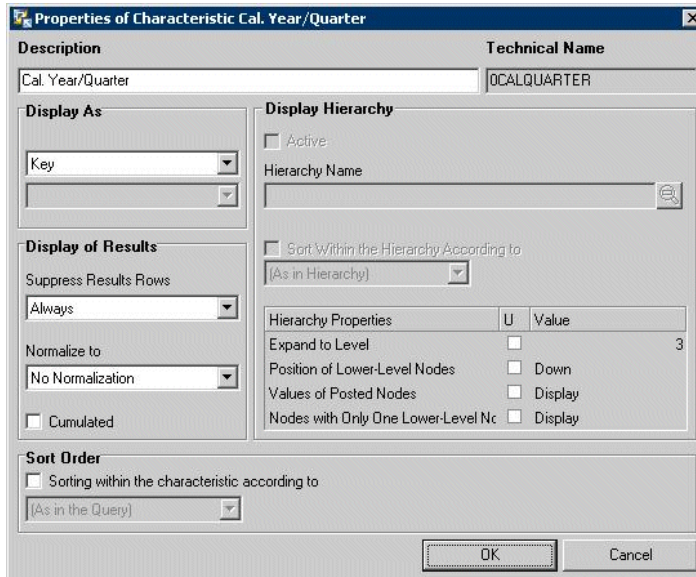 Properties of Characteristic Cal. Year/Quarter
Description
Technical Name
Cal. Year/Quarter
0CALQUARTER
Display As
Key
Display of Results
Suppress Results Rows
Always
Normalize to
No Normalization
Cumulated
Display Hierarchy
Active
Hierarchy Name
Sort Within the Hierarchy According to
(As in Hierarchy)
Hierarchy Properties U Value
Expand to Level 3
Position of Lower-Level Nodes Down
Values of Posted Nodes Display
Nodes with Only One Lower-Level Nc Display
Sort Order
Sorting within the characteristic according to
(As in the Query)
OK Cancel